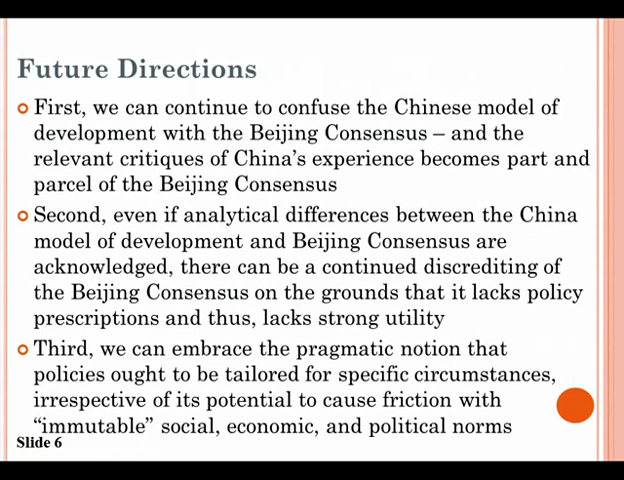 Future Directions
First, we can continue to confuse the Chinese model of
development with the Beijing Consensus – and the
relevant critiques of China's experience becomes part and
parcel of the Beijing Consensus
Second, even if analytical differences between the China
model of development and Beijing Consensus are
acknowledged, there can be a continued discrediting of
the Beijing Consensus on the grounds that it lacks policy
prescriptions and thus, lacks strong utility
Third, we can embrace the pragmatic notion that
policies ought to be tailored for specific circumstances,
irrespective of its potential to cause friction with
“immutable” social, economic, and political norms
Slide 6